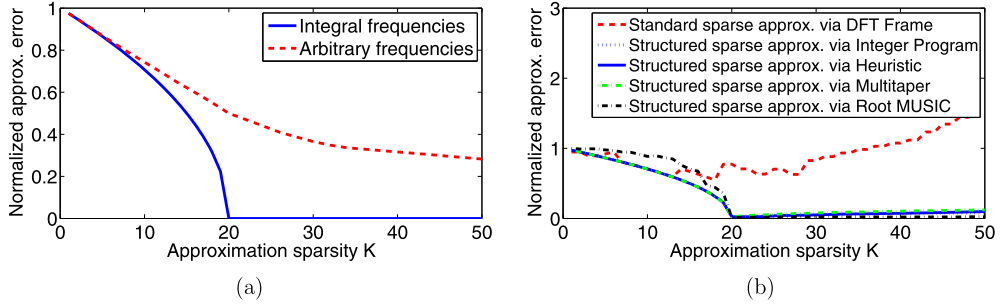 Normalized approx. error
1
0.8
0.6
0.4
0.2
0
0 10 20 30 40 50
Approximation sparsity K
Integral frequencies
Arbitrary frequencies
(a)
Normalized approx. error
3
2
1
0
0 10 20 30 40 50
Approximation sparsity K
Standard sparse approx. via DFT Frame
Structured sparse approx. via Integer Program
Structured sparse approx. via Heuristic
Structured sparse approx. via Multitaper
Structured sparse approx. via Root MUSIC
(b)